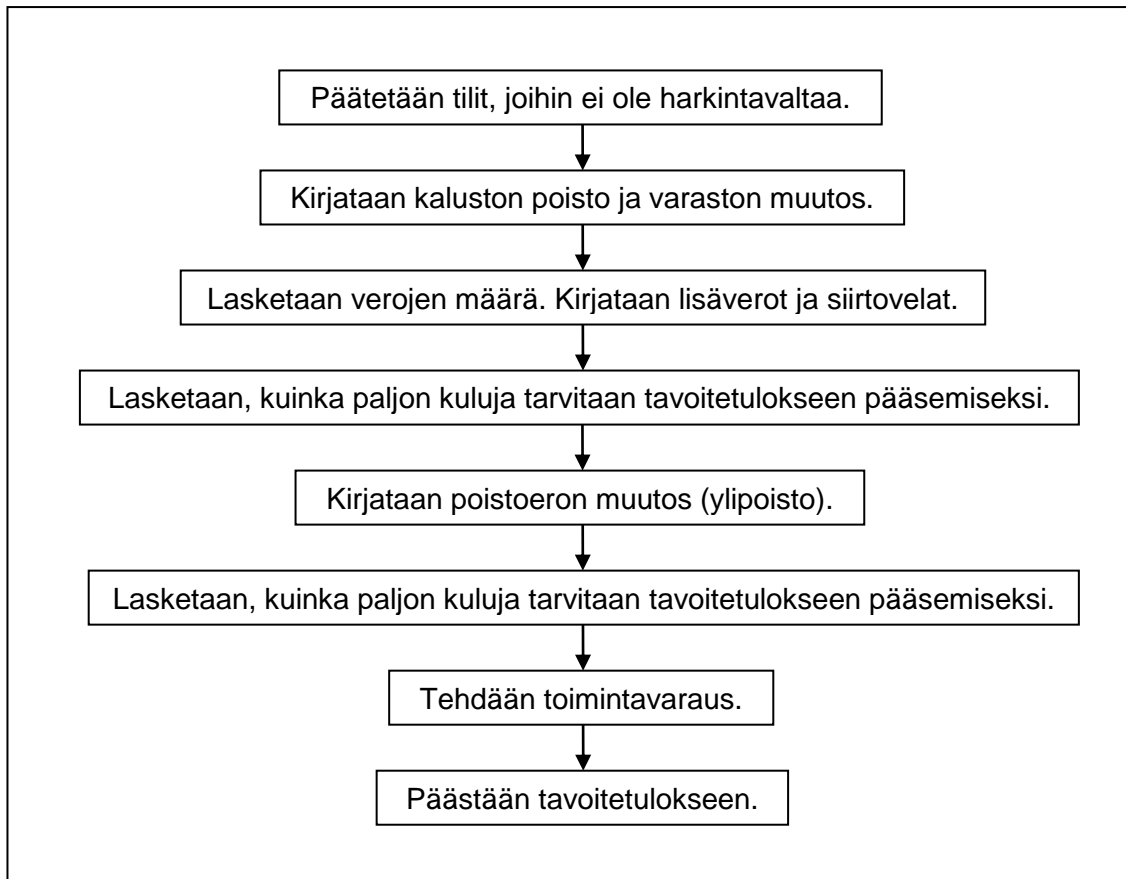 Päätetään tilit, joihin ei ole harkintavaltaa.
Kirjataan kaluston poisto ja varaston muutos.
Lasketaan verojen määrä. Kirjataan lisäverot ja siirtovelat.
Lasketaan, kuinka paljon kuluja tarvitaan tavoitetulokseen pääsemiseksi.
Kirjataan poistoeron muutos (ylipoisto).
Lasketaan, kuinka paljon kuluja tarvitaan tavoitetulokseen pääsemiseksi.
Tehdään toimintavaraus.
Päästään tavoitetulokseen.